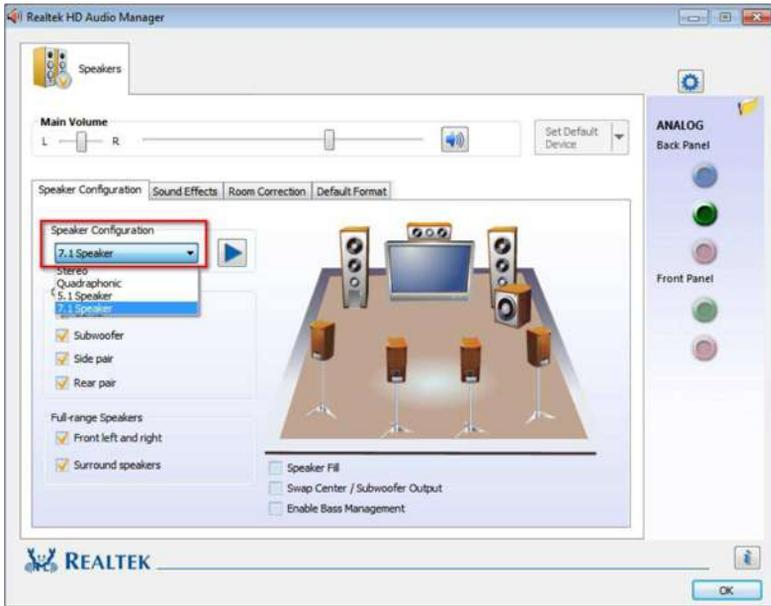 Realtek HD Audio Manager
Speakers
Main Volume
L R
Set Default
Device
Speaker Configuration Sound Effects Room Correction Default Format
Speaker Configuration
7.1 Speaker
Stereo
Quadraphonic
5.1 Speaker
7.1 Speaker
Subwoofer
Side pair
Rear pair
Full-range Speakers
Front left and right
Surround speakers
Speaker Fill
Swap Center / Subwoofer Output
Enable Bass Management
ANALOG
Back Panel
Front Panel
REALTEK
i
OK